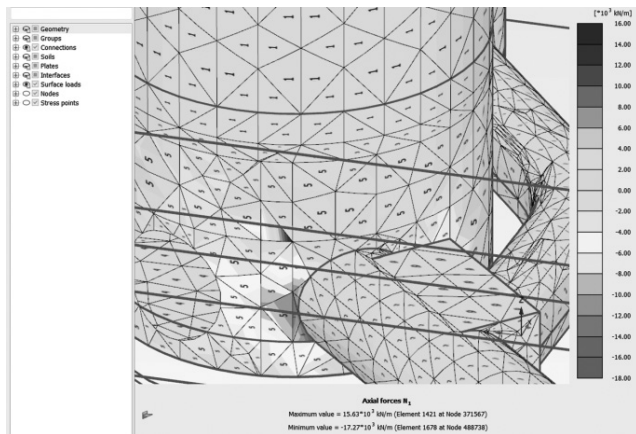 [*10³ kN/m]
Geometry
Groups
Connections
Soils
Plates
Interfaces
Surface loads
Nodes
Stress points
16.00
14.00
12.00
10.00
8.00
6.00
4.00
2.00
0.00
-2.00
-4.00
-6.00
-8.00
-10.00
-12.00
-14.00
-16.00
-18.00
Axial forces N₁
Maximum value = 15.63*10³ kN/m (Element 1421 at Node 371567)
Minimum value = -17.27*10³ kN/m (Element 1678 at Node 488738)